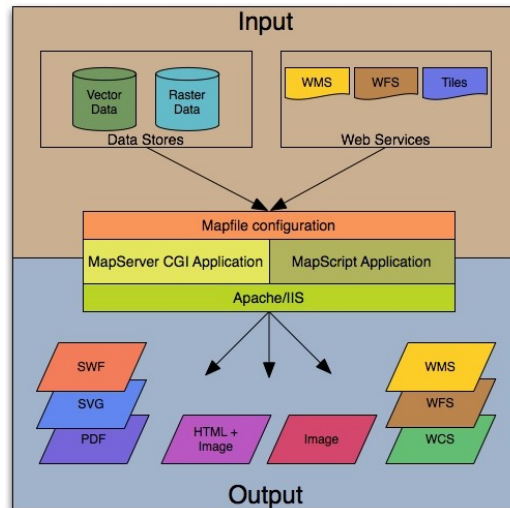 Input
Vector
Data
Raster
Data
Data Stores
WMS
WFS
Tiles
Web Services
Mapfile configuration
MapServer CGI Application
MapScript Application
Apache/IIS
SWF
SVG
PDF
HTML +
Image
Image
WMS
WFS
WCS
Output